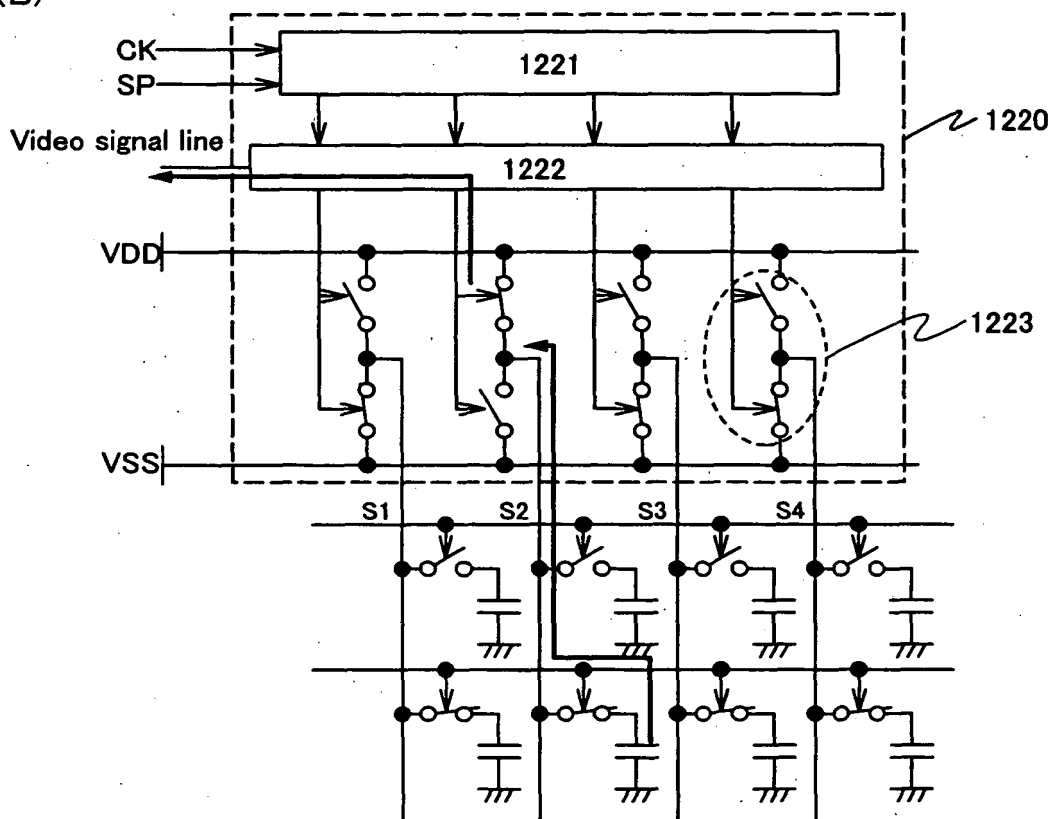 (B)
CK
SP
1221
Video signal line
1222
1220
VDD
1223
VSS
S1 S2 S3 S4